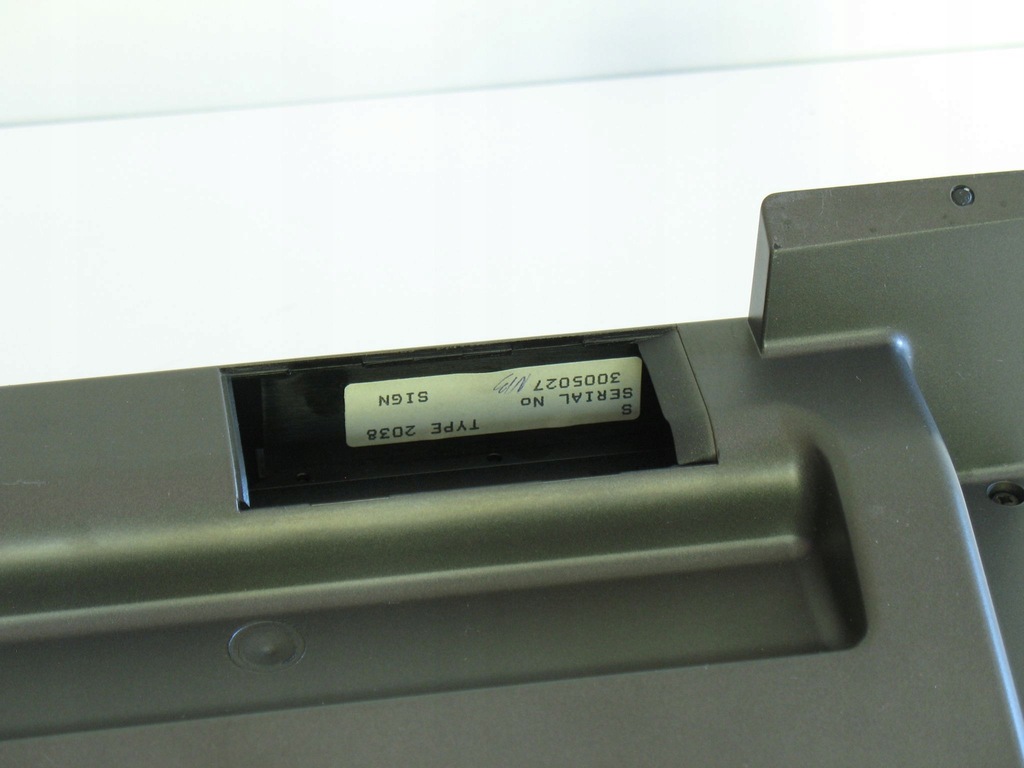 TYPE 2038
S
SERIAL No SIGN
3005027